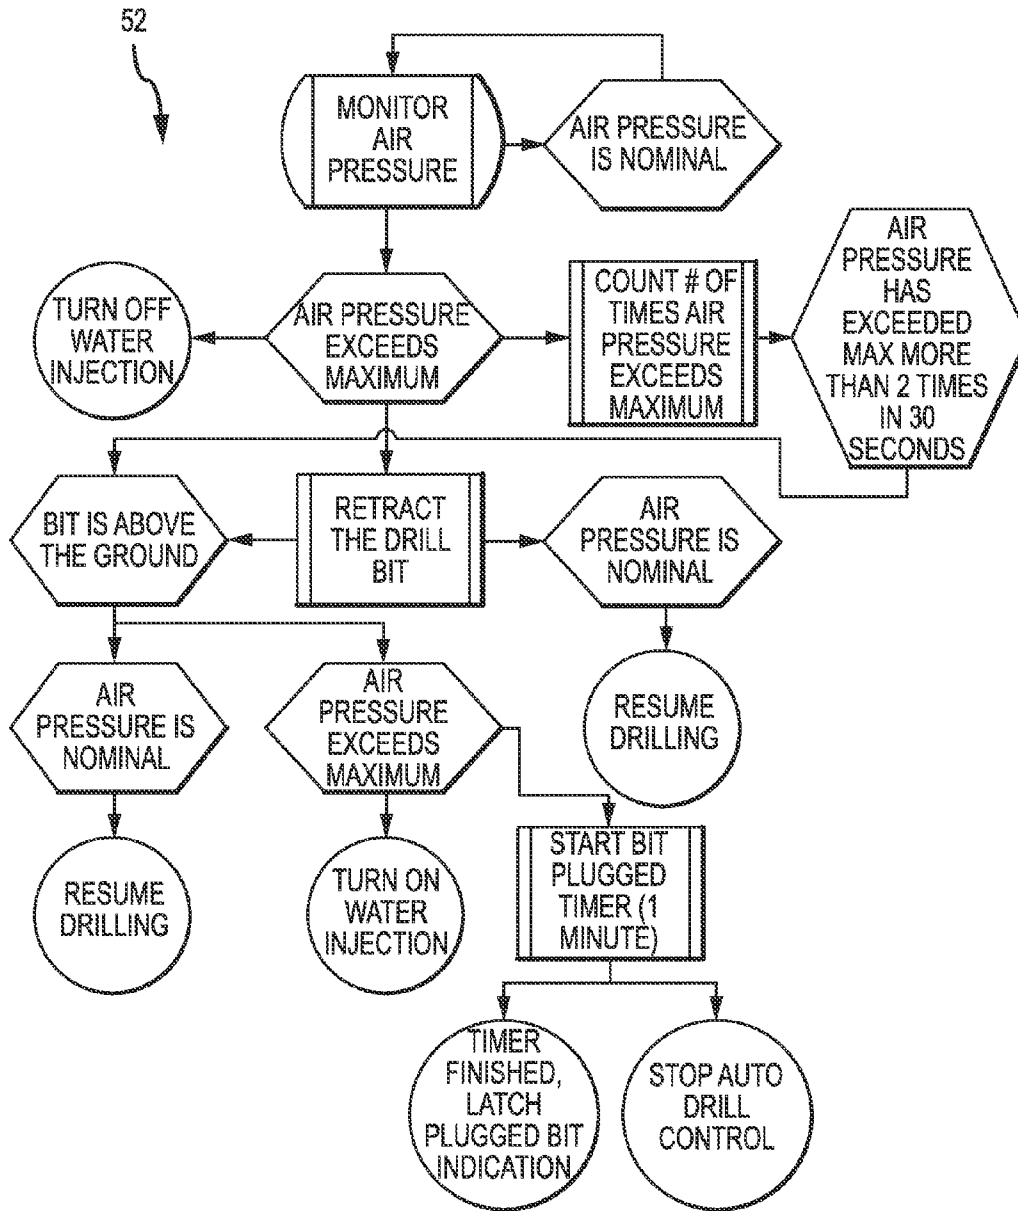 52
MONITOR
AIR
PRESSURE
AIR PRESSURE
IS NOMINAL
TURN OFF
WATER
INJECTION
AIR PRESSURE
EXCEEDS
MAXIMUM
COUNT # OF
TIMES AIR
PRESSURE
EXCEEDS
MAXIMUM
AIR
PRESSURE
HAS
EXCEEDED
MAX MORE
THAN 2 TIMES
IN 30
SECONDS
BIT IS ABOVE
THE GROUND
RETRACT
THE DRILL
BIT
AIR
PRESSURE IS
NOMINAL
AIR
PRESSURE IS
NOMINAL
AIR
PRESSURE
EXCEEDS
MAXIMUM
RESUME
DRILLING
RESUME
DRILLING
TURN ON
WATER
INJECTION
START BIT
PLUGGED
TIMER (1
MINUTE)
TIMER
FINISHED,
LATCH
PLUGGED BIT
INDICATION
STOP AUTO
DRILL
CONTROL